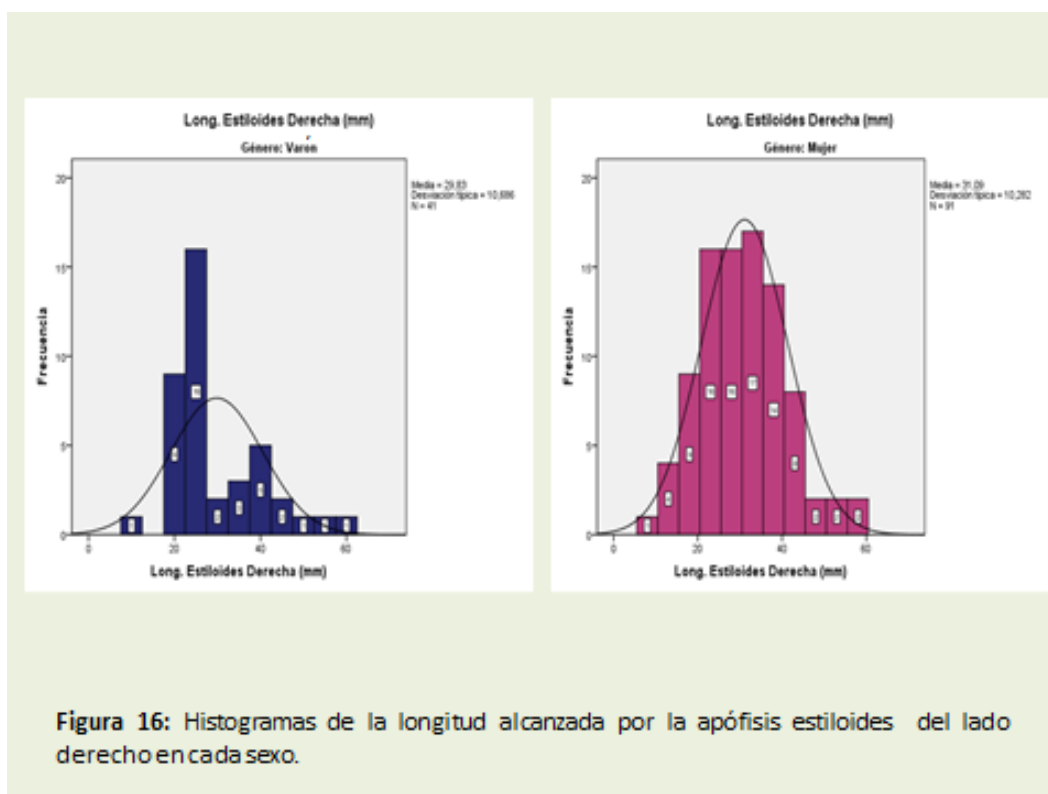 Long. Estiloides Derecha (mm)
Género: Varón
20
15
10
5
0
Frecuencia
0 20 40 60
Long. Estiloides Derecha (mm)
Media = 29,83
Desviación típica = 10,686
N = 41
Long. Estiloides Derecha (mm)
Género: Mujer
20
15
10
5
0
Frecuencia
0 20 40 60
Long. Estiloides Derecha (mm)
Media = 31,09
Desviación típica = 10,282
N = 91
Figura 16: Histogramas de la longitud alcanzada por la apófisis estiloides del lado
derecho en cada sexo.